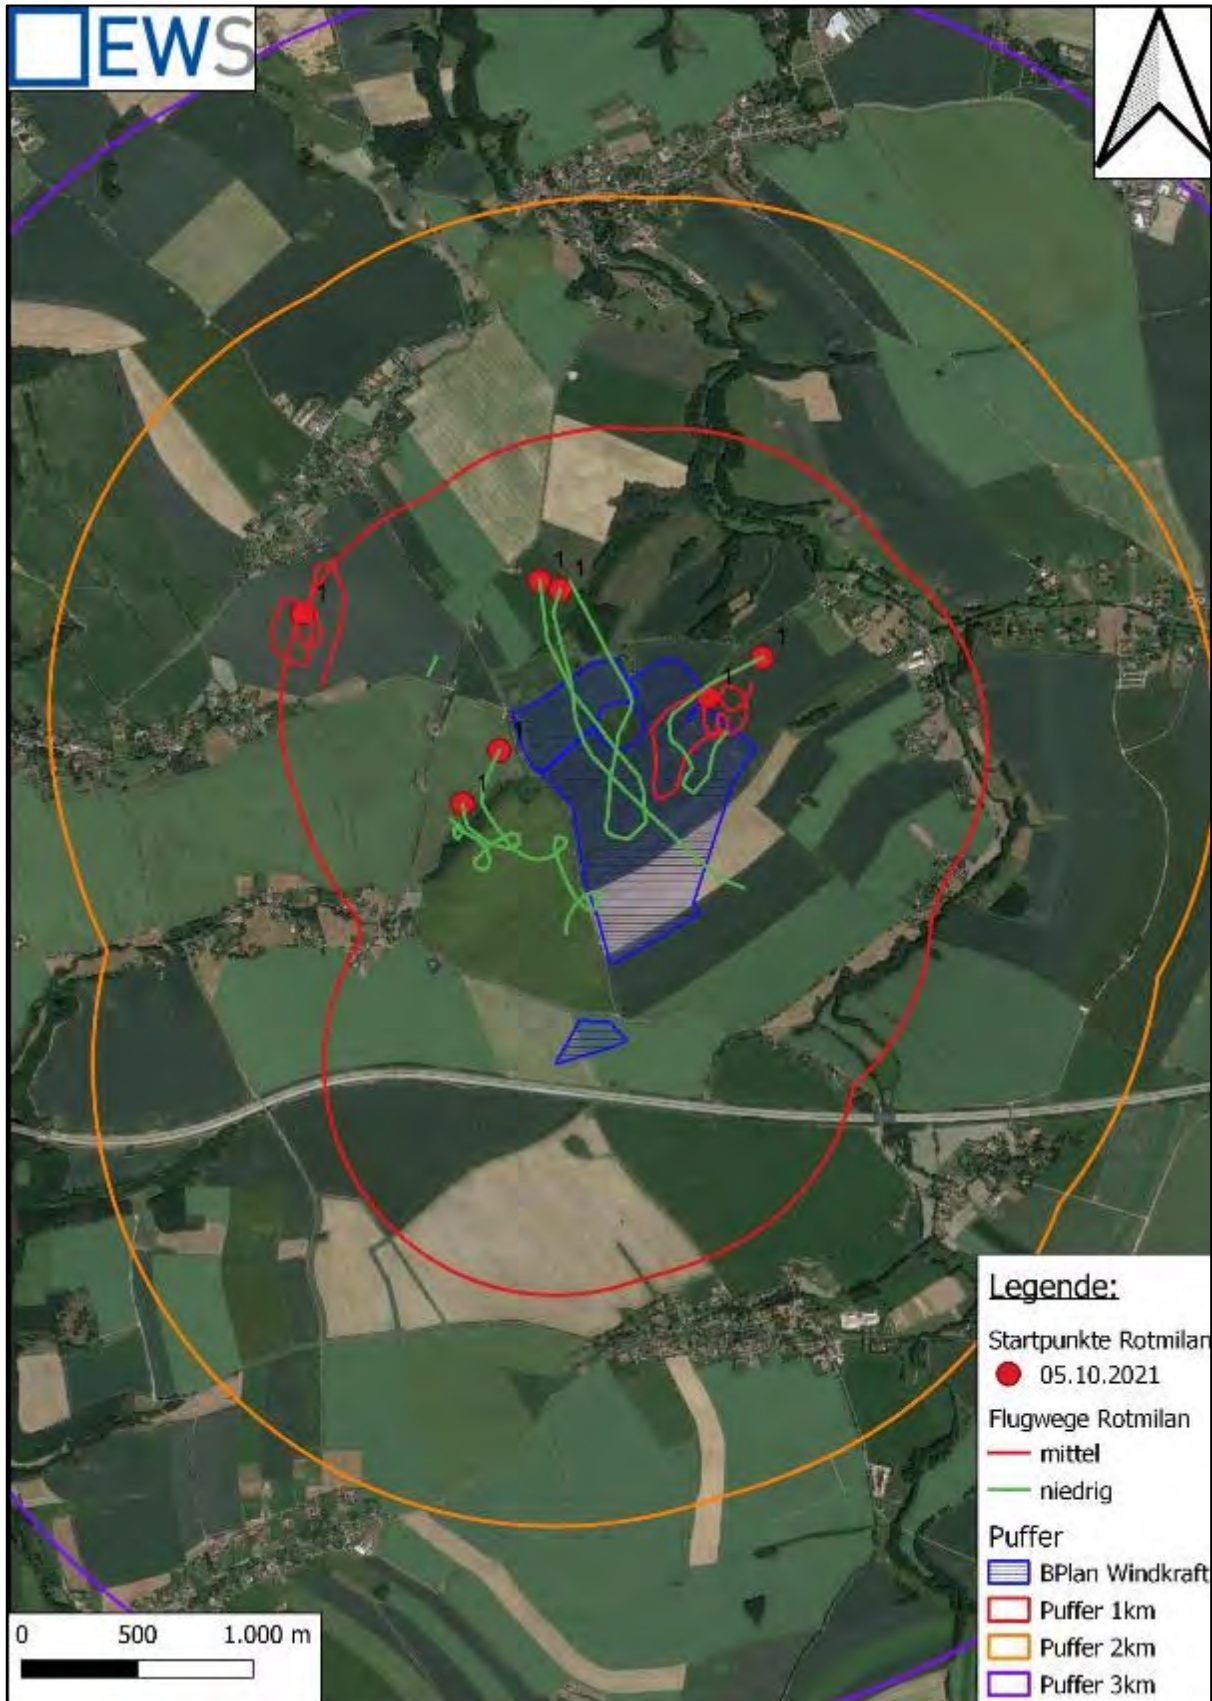 EWS
1
1 1
1
1
1
1
Legende:
Startpunkte Rotmilan
05.10.2021
Flugwege Rotmilan
mittel
niedrig
Puffer
BPlan Windkraft
Puffer 1km
Puffer 2km
Puffer 3km
0 500 1.000 m